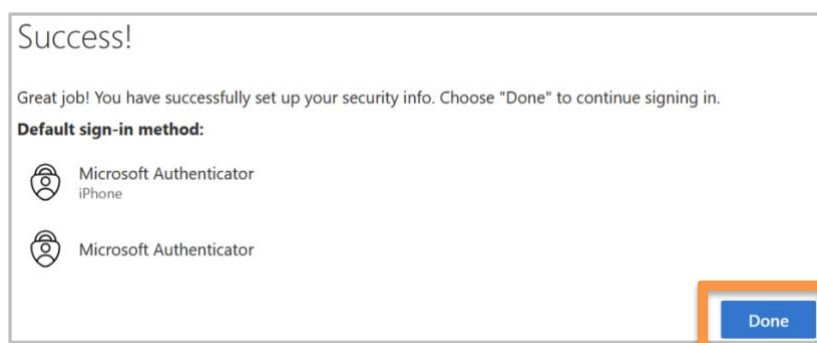 Success!
Great job! You have successfully set up your security info. Choose "Done" to continue signing in.
Default sign-in method:
Microsoft Authenticator
iPhone
Microsoft Authenticator
Done